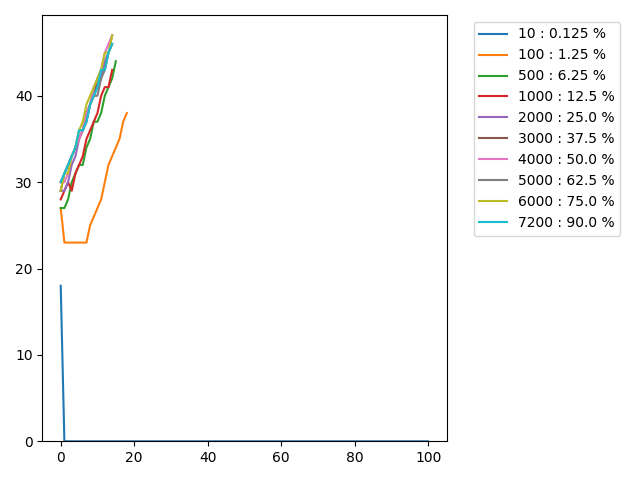 10 : 0.125 %
100 : 1.25 %
500 : 6.25 %
1000 : 12.5 %
2000 : 25.0 %
3000 : 37.5 %
4000 : 50.0 %
5000 : 62.5 %
6000 : 75.0 %
7200 : 90.0 %
40
30
20
10
0
0 20 40 60 80 100